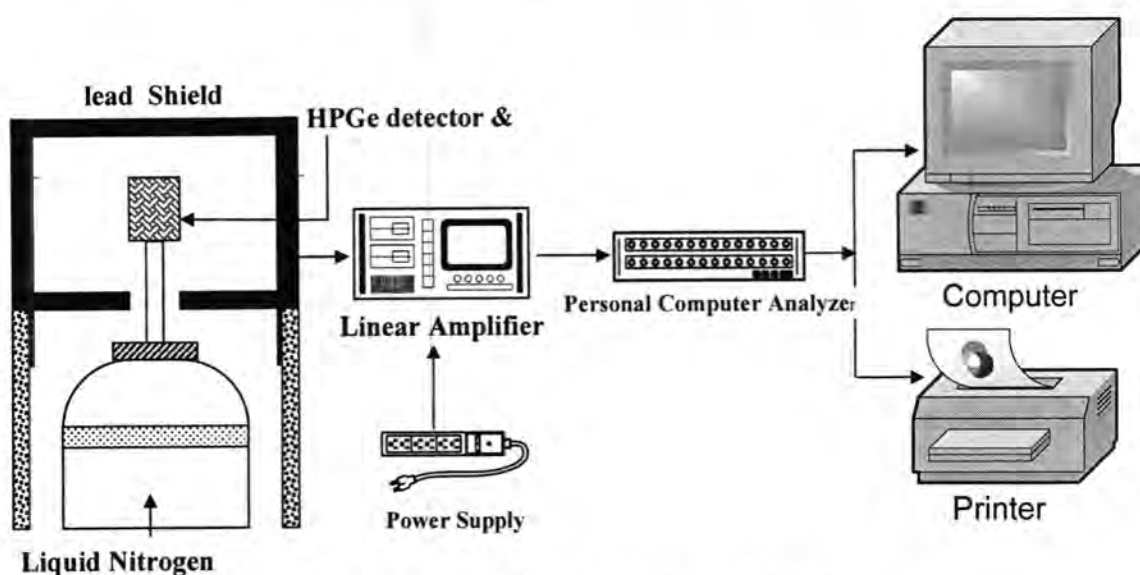 lead Shield
HPGe detector &
Linear Amplifier
Personal Computer Analyzer
Computer
Power Supply
Printer
Liquid Nitrogen